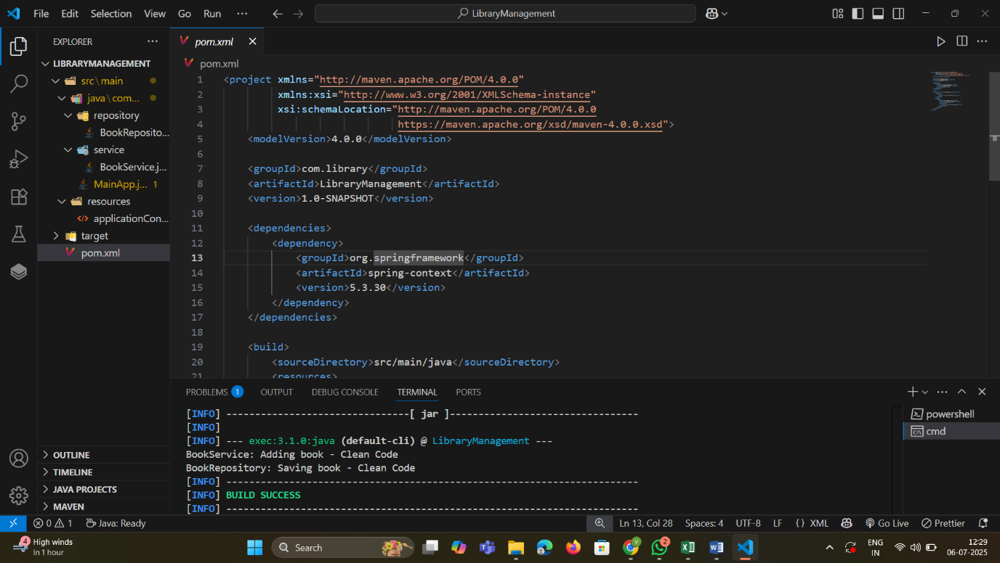 File Edit Selection View Go Run ··· LibraryManagement
EXPLORER ···
LIBRARYMANAGEMENT
src\main
java\com...
repository
BookReposito...
service
BookService.j...
MainApp.j... 1
resources
applicationCon...
target
pom.xml
OUTLINE
TIMELINE
JAVA PROJECTS
MAVEN
pom.xml
pom.xml
1 <project xmlns="http://maven.apache.org/POM/4.0.0"
2 xmlns:xsi="http://www.w3.org/2001/XMLSchema-instance"
3 xsi:schemaLocation="http://maven.apache.org/POM/4.0.0
4 https://maven.apache.org/xsd/maven-4.0.0.xsd">
5 <modelVersion>4.0.0</modelVersion>
6
7 <groupId>com.library</groupId>
8 <artifactId>LibraryManagement</artifactId>
9 <version>1.0-SNAPSHOT</version>
10
11 <dependencies>
12 <dependency>
13 <groupId>org.springframework</groupId>
14 <artifactId>spring-context</artifactId>
15 <version>5.3.30</version>
16 </dependency>
17 </dependencies>
18
19 <build>
20 <sourceDirectory>src/main/java</sourceDirectory>
21 <resources>
PROBLEMS 1 OUTPUT DEBUG CONSOLE TERMINAL PORTS
[INFO] --------------------------------[ jar ]---------------------------------
[INFO]
[INFO] --- exec:3.1.0:java (default-cli) @ LibraryManagement ---
BookService: Adding book - Clean Code
BookRepository: Saving book - Clean Code
[INFO] ------------------------------------------------------------------------
[INFO] BUILD SUCCESS
[INFO] ------------------------------------------------------------------------
powershell
cmd
0 1 Java: Ready Ln 13, Col 28 Spaces: 4 UTF-8 LF {} XML Go Live Prettier
4 High winds
In 1 hour
Search
V
2
ENG
IN
12:29
06-07-2025